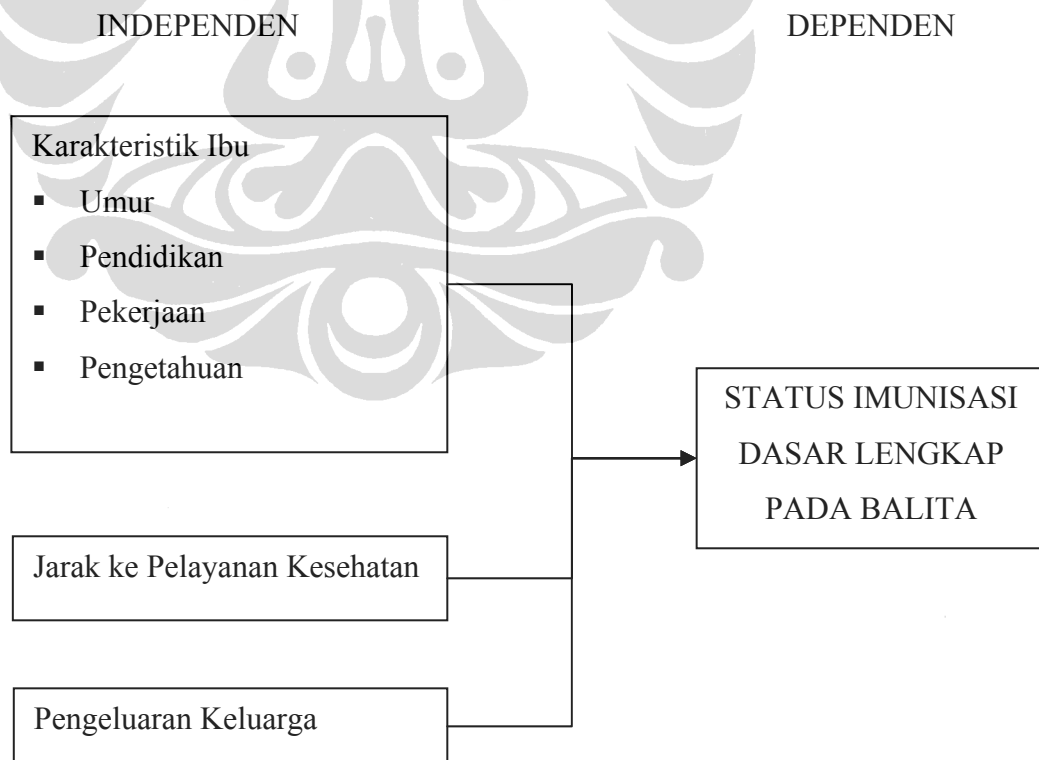 INDEPENDEN
DEPENDEN
Karakteristik Ibu
▪ Umur
▪ Pendidikan
▪ Pekerjaan
▪ Pengetahuan
STATUS IMUNISASI
DASAR LENGKAP
PADA BALITA
Jarak ke Pelayanan Kesehatan
Pengeluaran Keluarga